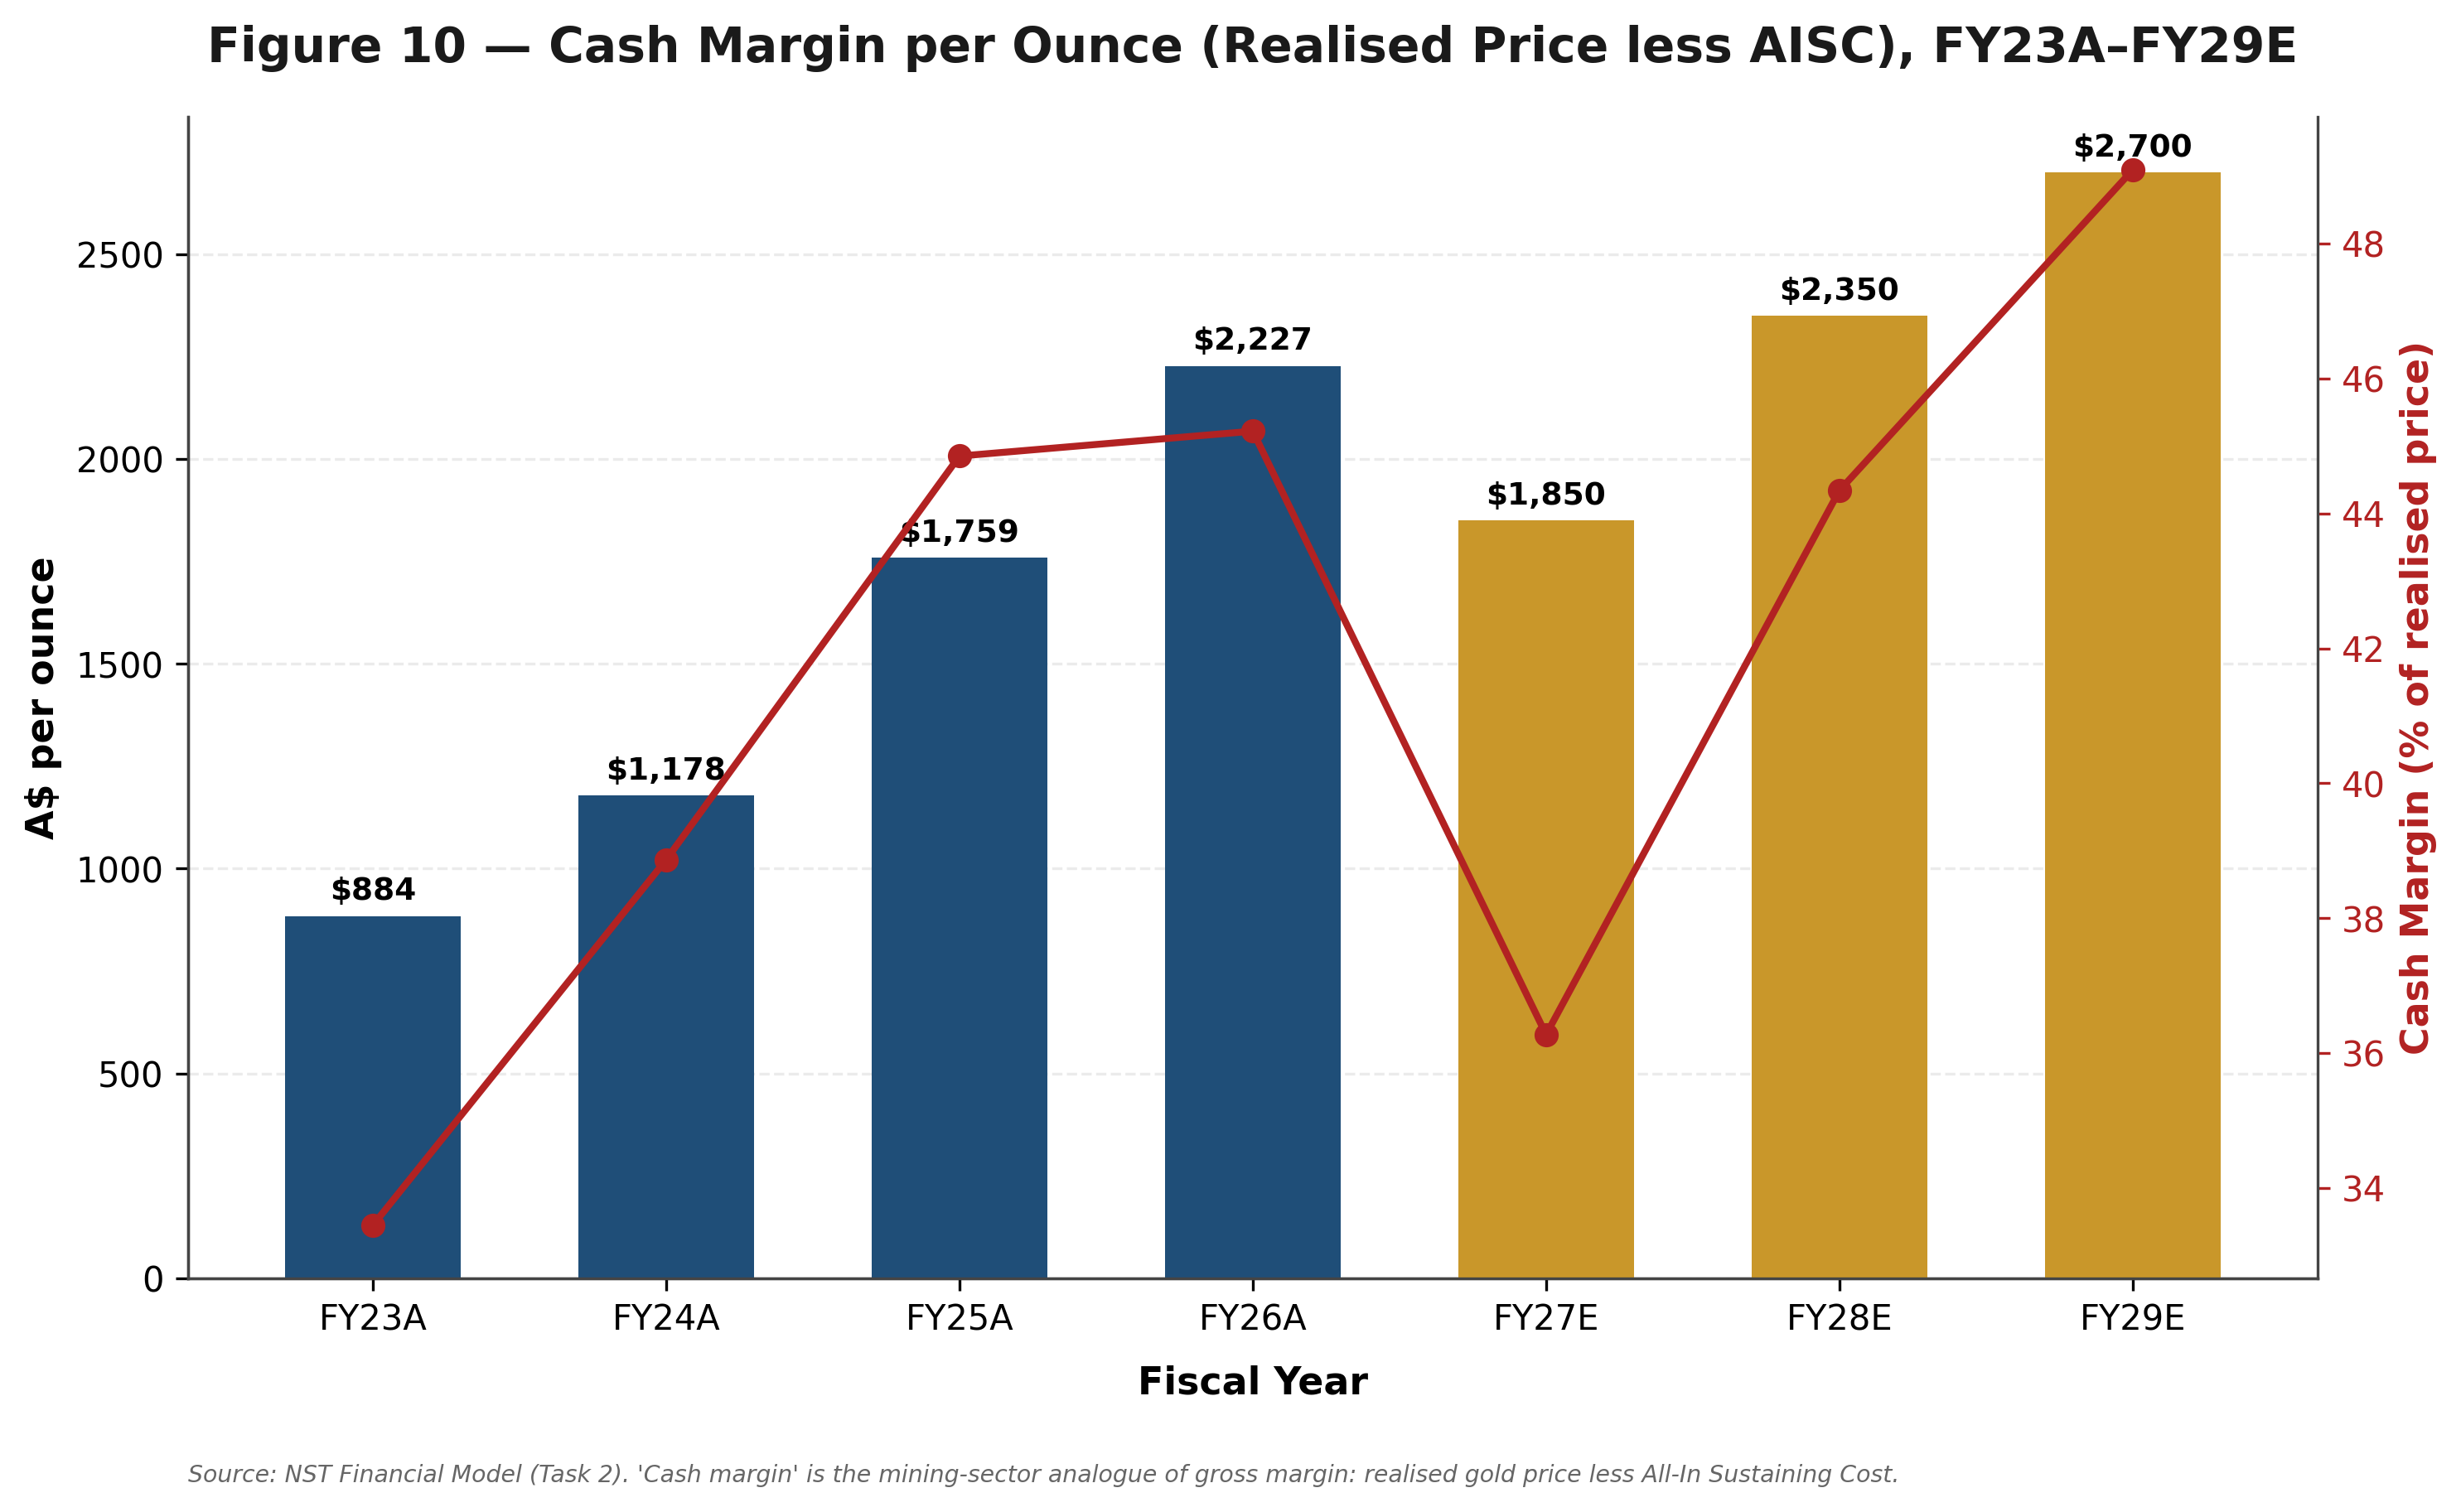 Figure 10 — Cash Margin per Ounce (Realised Price less AISC), FY23A–FY29E
A$ per ounce
2500
2000
1500
1000
500
0
$884
$1,178
$1,759
$2,227
$1,850
$2,350
$2,700
48
46
44
42
40
38
36
34
Cash Margin (% of realised price)
FY23A
FY24A
FY25A
FY26A
FY27E
FY28E
FY29E
Fiscal Year
Source: NST Financial Model (Task 2). 'Cash margin' is the mining-sector analogue of gross margin: realised gold price less All-In Sustaining Cost.